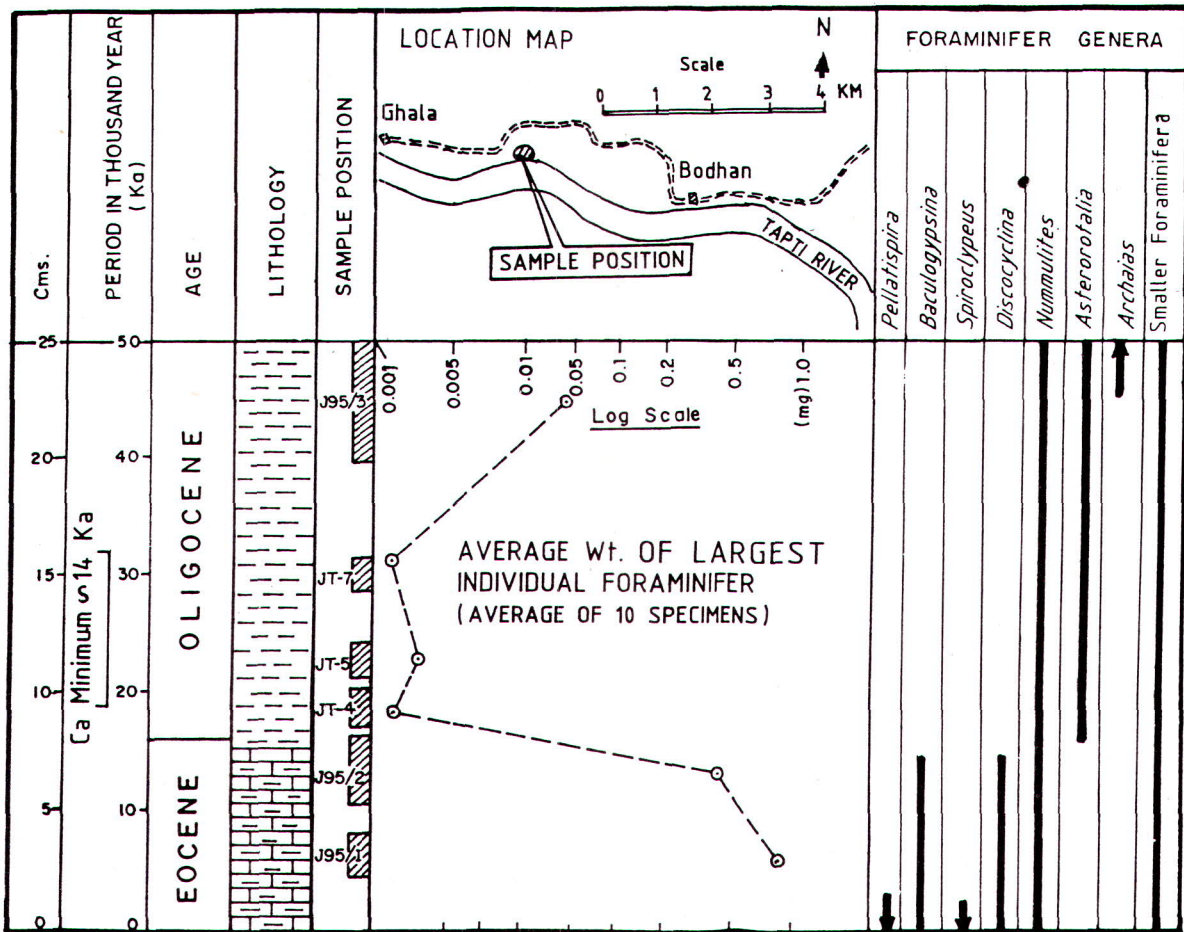 Cms.
PERIOD IN THOUSAND YEAR
(Ka)
AGE
LITHOLOGY
SAMPLE POSITION
LOCATION MAP
N
Scale
0 1 2 3 4 KM
Ghala
Bodhan
TAPTI RIVER
SAMPLE POSITION
FORAMINIFER GENERA
Pellatispira
Baculogypsina
Spiroclypeus
Discocyclina
Nummulites
Asterorotalia
Archaias
Smaller Foraminifera
25
20
15
10
5
0
Ca Minimum ∽14 Ka
50
40
30
20
10
0
OLIGOCENE
EOCENE
J95/3
JT-7
JT-5
JT-4
J95/2
J95/1
0.001 0.005 0.01 0.05 0.1 0.2 0.5 (mg)1.0
Log Scale
AVERAGE Wt. OF LARGEST
INDIVIDUAL FORAMINIFER
(AVERAGE OF 10 SPECIMENS)